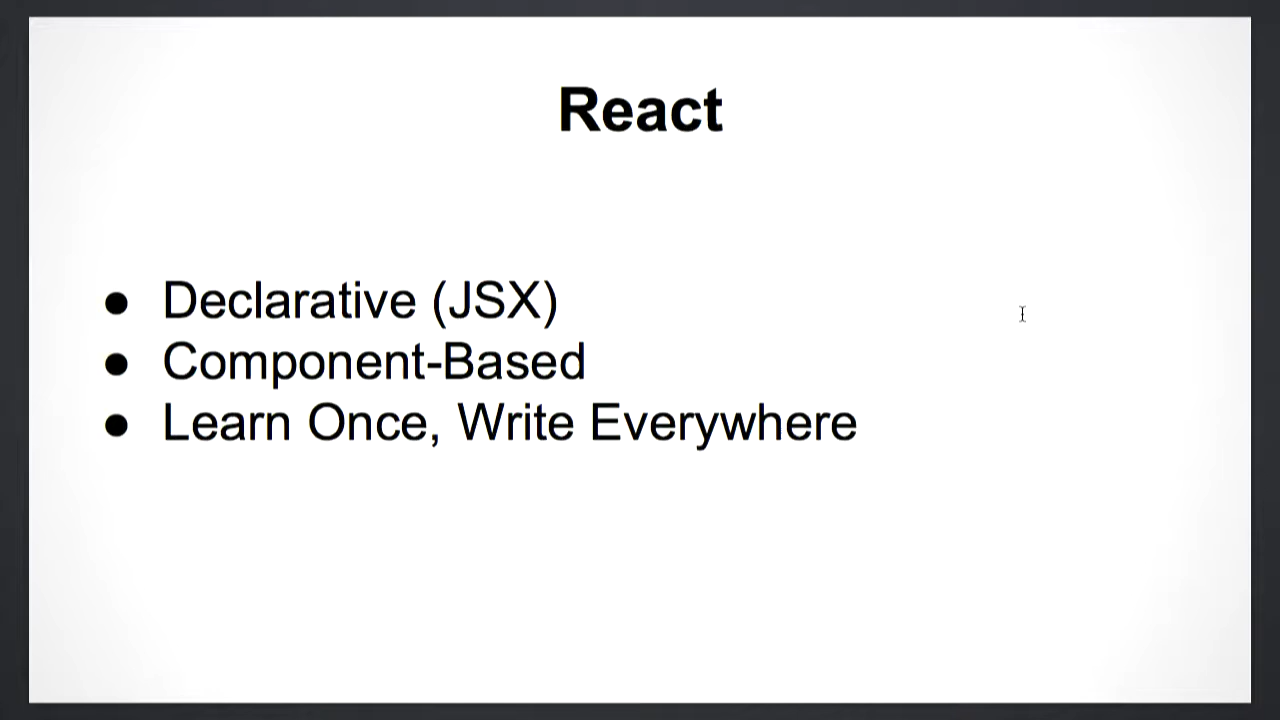 React
● Declarative (JSX)
● Component-Based
● Learn Once, Write Everywhere